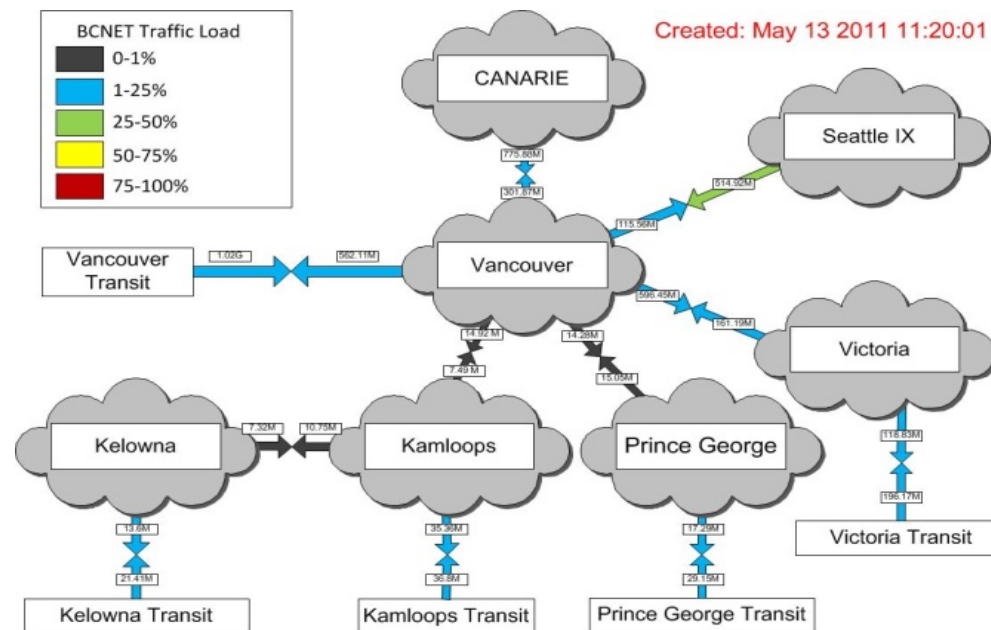 BCNET Traffic Load
0-1%
1-25%
25-50%
50-75%
75-100%
Created: May 13 2011 11:20:01
CANARIE
775.88M
301.87M
Seattle IX
514.92M
115.56M
Vancouver
Transit
1.02G
562.11M
Vancouver
596.45M
161.19M
Victoria
14.92 M
7.49 M
14.28M
15.05M
Kelowna
7.32M
10.75M
Kamloops
Prince George
118.83M
196.17M
Victoria Transit
13.6M
21.41M
Kelowna Transit
35.36M
36.8M
Kamloops Transit
17.29M
29.15M
Prince George Transit